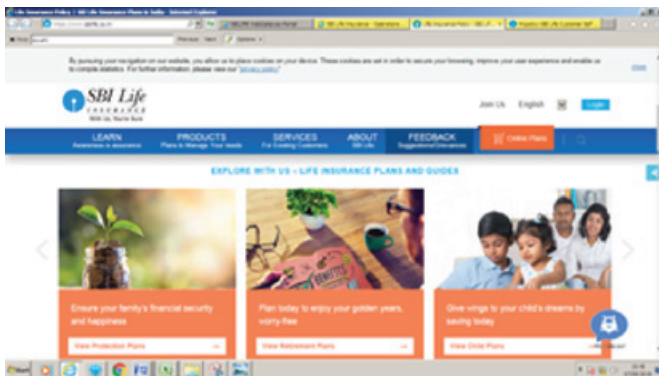 Life Insurance Policy | SBI Life Insurance Plans in India - Internet Explorer
Previous Next Options
By pursuing your navigation on our website, you allow us to place cookies on your device. These cookies are set in order to secure your browsing, improve your user experience and enable us
to compile statistics. For further information, please view our "privacy policy"
close
SBI Life
INSURANCE
With Us, You're Sure
Join Us English Login
LEARN PRODUCTS SERVICES ABOUT FEEDBACK Online Plans
Awareness is assurance Plans to Manage Your needs For Existing Customers SBI Life Suggestions/Grievances
EXPLORE WITH US - LIFE INSURANCE PLANS AND GUIDES
BENEFITS
Ensure your family's financial security
and happiness
View Protection Plans
Plan today to enjoy your golden years,
worry-free
View Retirement Plans
Give wings to your child's dreams by
saving today
View Child Plans
Start